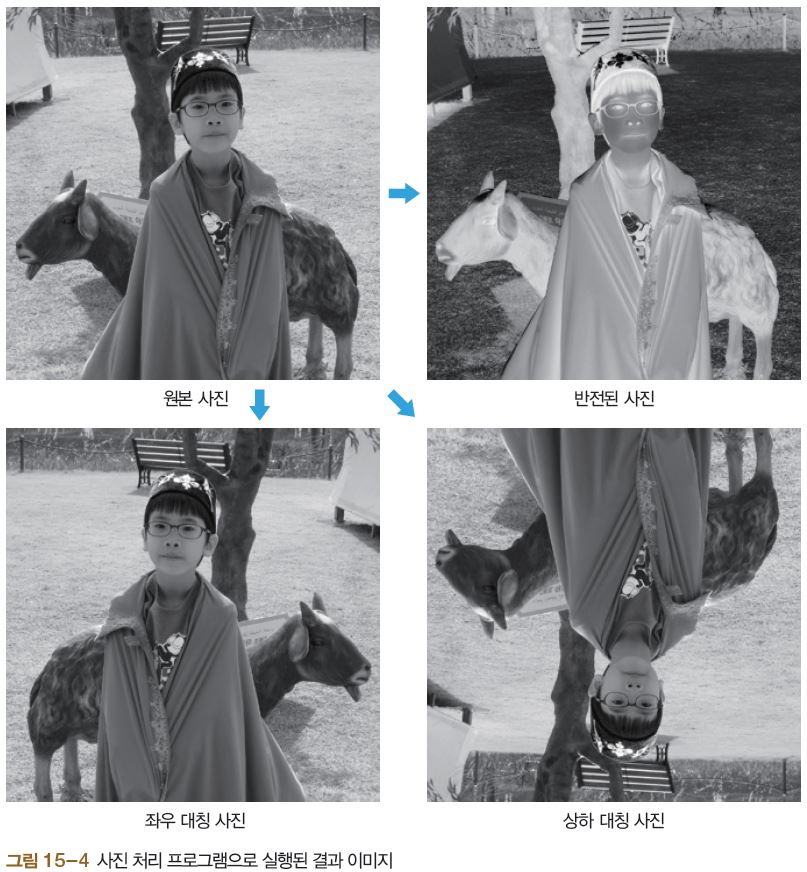 원본 사진
반전된 사진
좌우 대칭 사진
상하 대칭 사진
그림 15-4 사진 처리 프로그램으로 실행된 결과 이미지